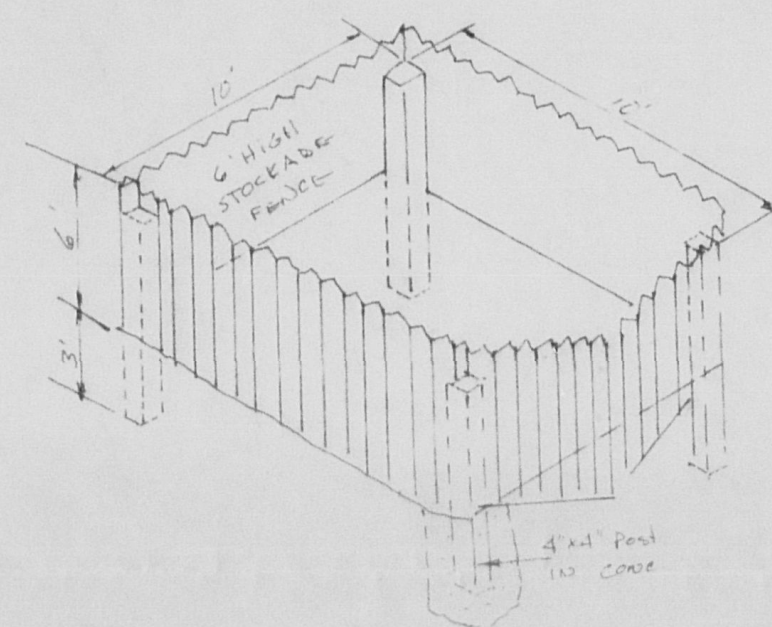 10'
10'
6' HIGH
STOCKADE
FENCE
6'
3'
4"x4" Post
IN CONC